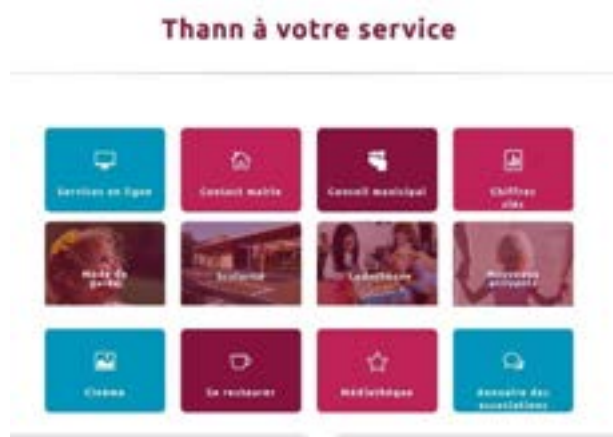 Thann à votre service
Services en ligne
Contact mairie
Conseil municipal
Chiffres
clés
Mode de
garde
Scolarité
Ludothèque
Nouveaux
arrivants
Cinéma
Se restaurer
Médiathèque
Annuaire des
associations